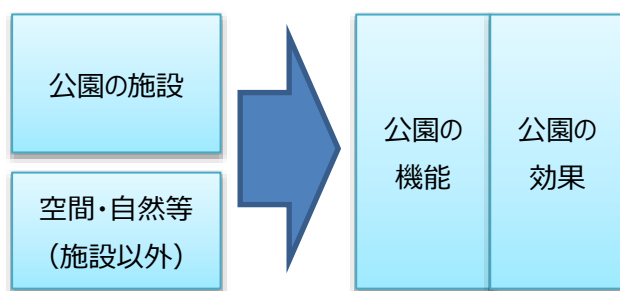 公園の施設
空間・自然等
（施設以外）
公園の
機能
公園の
効果